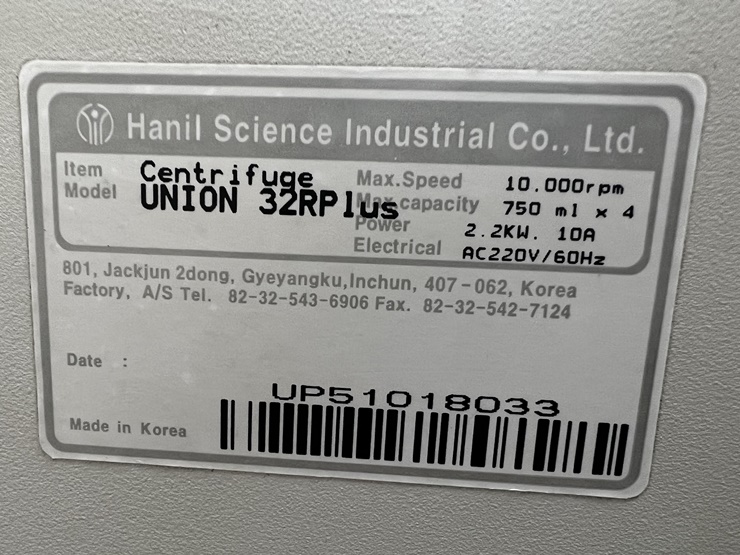 Hanil Science Industrial Co., Ltd.
Item Centrifuge
Model UNION 32RPlus
Max.Speed 10.000rpm
Max.capacity 750 ml x 4
Power 2.2KW. 10A
Electrical AC220V/60Hz
801, Jackjun 2dong, Gyeyangku,Inchun, 407-062, Korea
Factory, A/S Tel. 82-32-543-6906 Fax. 82-32-542-7124
Date :
UP51018033
Made in Korea